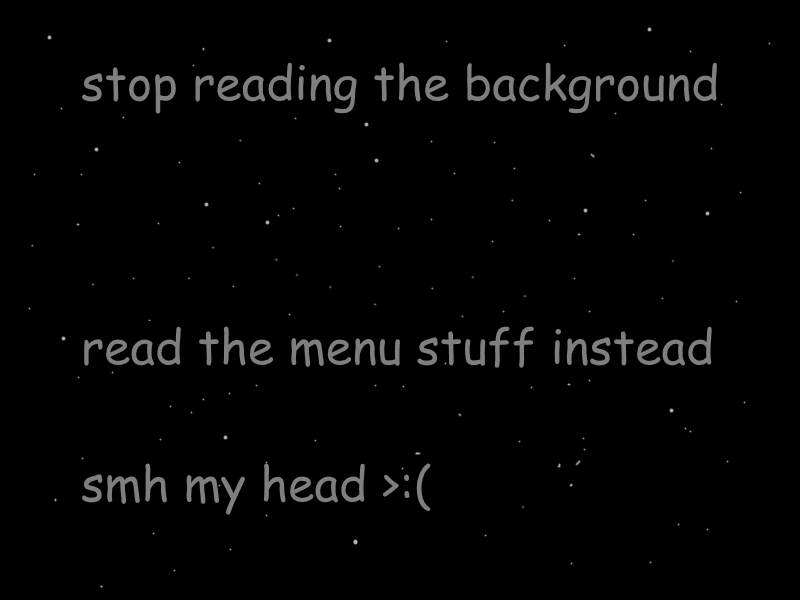 stop reading the background
read the menu stuff instead
smh my head >:(